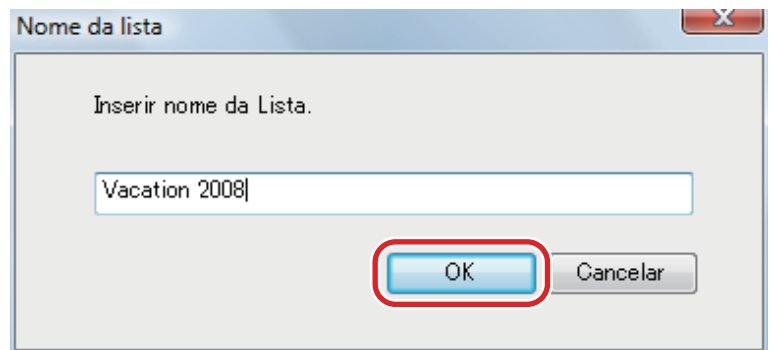 Nome da lista
Inserir nome da Lista.
Vacation 2008
OK
Cancelar